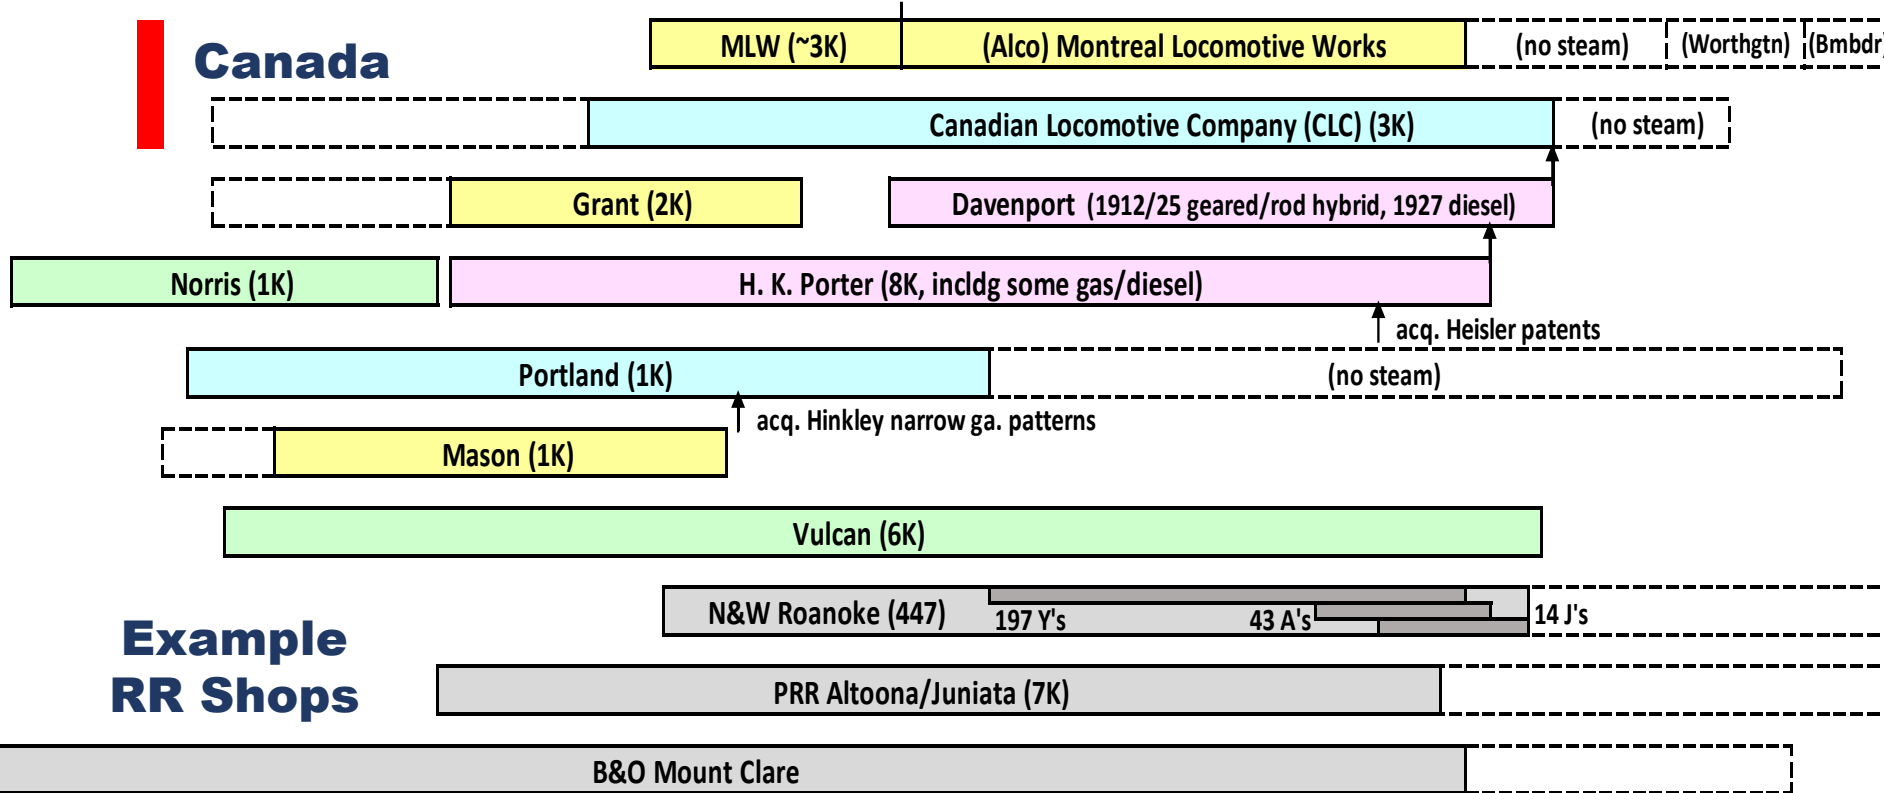 Canada
MLW (~3K)
(Alco) Montreal Locomotive Works
(no steam)
(Worthgtn)
(Bmbdr)
Canadian Locomotive Company (CLC) (3K)
(no steam)
Grant (2K)
Davenport (1912/25 geared/rod hybrid, 1927 diesel)
Norris (1K)
H. K. Porter (8K, incldg some gas/diesel)
acq. Heisler patents
Portland (1K)
(no steam)
acq. Hinkley narrow ga. patterns
Mason (1K)
Vulcan (6K)
Example
RR Shops
N&W Roanoke (447)
197 Y's
43 A's
14 J's
PRR Altoona/Juniata (7K)
B&O Mount Clare